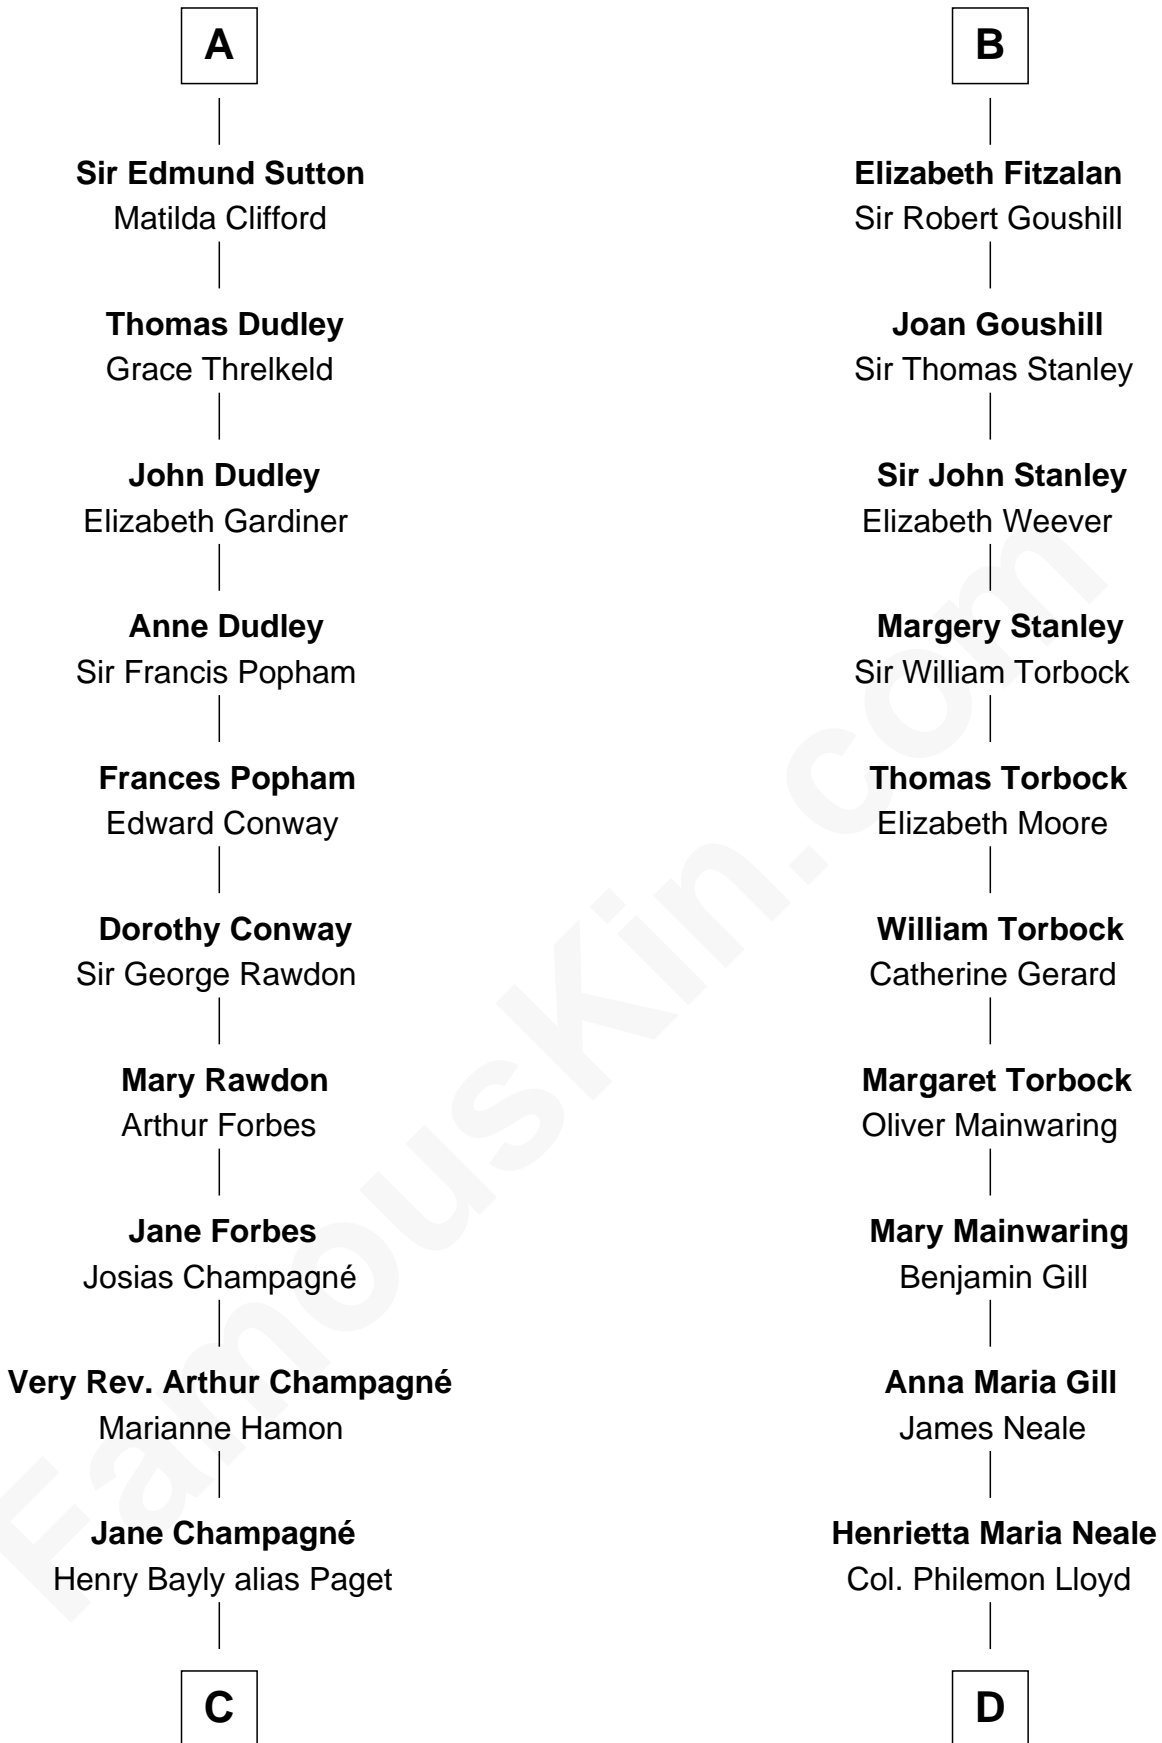 A
Sir Edmund Sutton
Matilda Clifford
Thomas Dudley
Grace Threlkeld
John Dudley
Elizabeth Gardiner
Anne Dudley
Sir Francis Popham
Frances Popham
Edward Conway
Dorothy Conway
Sir George Rawdon
Mary Rawdon
Arthur Forbes
Jane Forbes
Josias Champagné
Very Rev. Arthur Champagné
Marianne Hamon
Jane Champagné
Henry Bayly alias Paget
C
B
Elizabeth Fitzalan
Sir Robert Goushill
Joan Goushill
Sir Thomas Stanley
Sir John Stanley
Elizabeth Weever
Margery Stanley
Sir William Torbock
Thomas Torbock
Elizabeth Moore
William Torbock
Catherine Gerard
Margaret Torbock
Oliver Mainwaring
Mary Mainwaring
Benjamin Gill
Anna Maria Gill
James Neale
Henrietta Maria Neale
Col. Philemon Lloyd
D
FamousKin.com